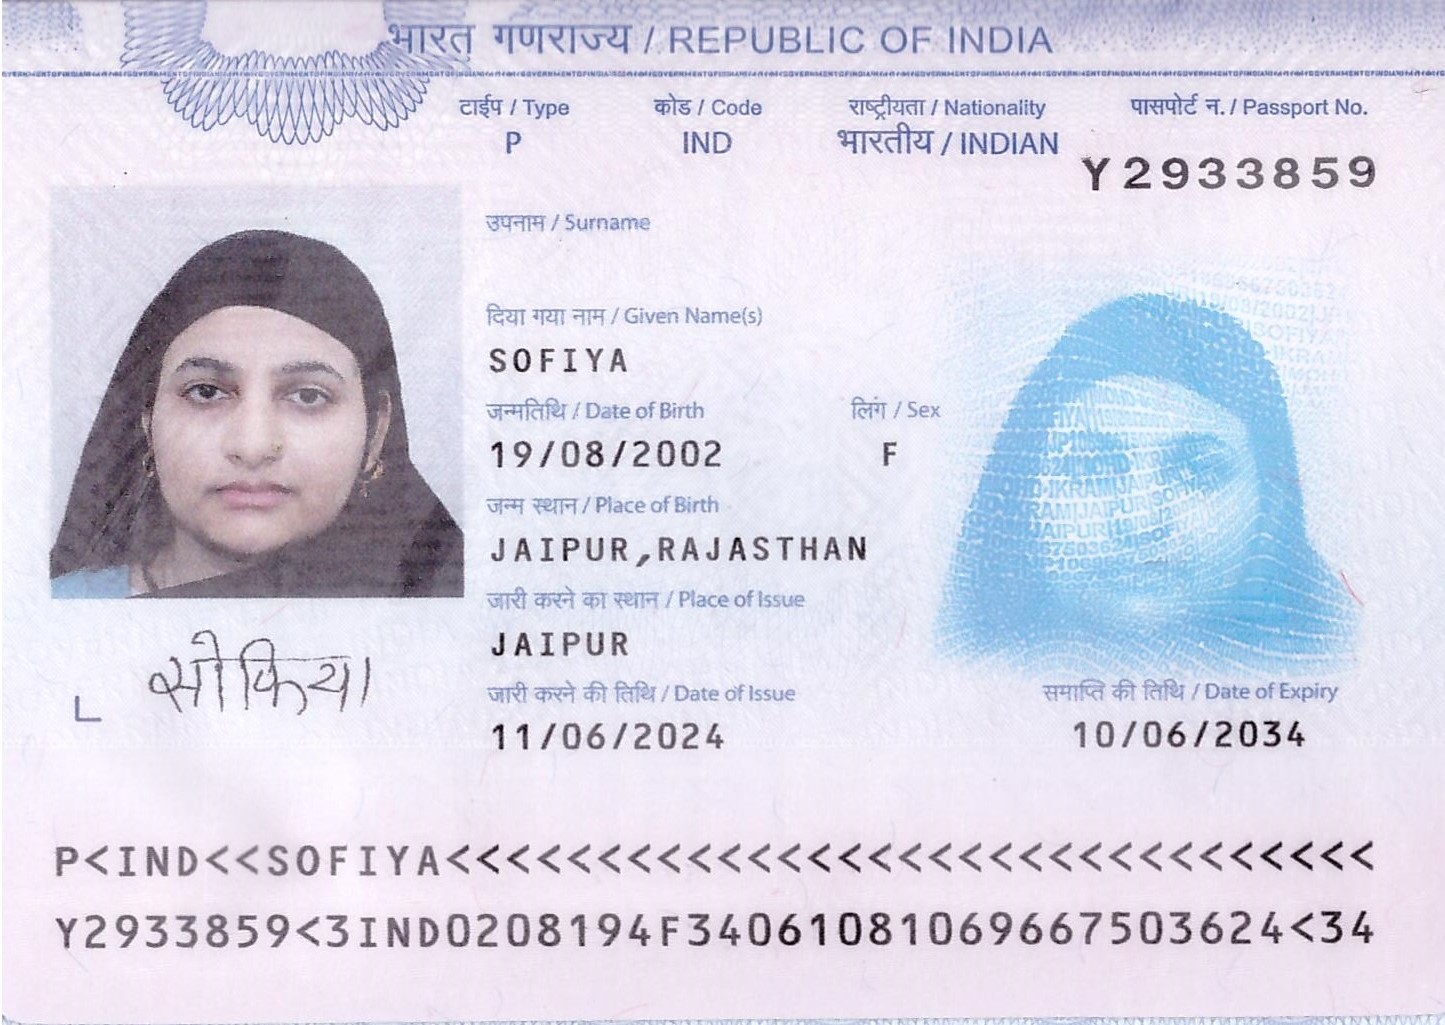 भारत गणराज्य / REPUBLIC OF INDIA
टाईप / Type कोड / Code राष्ट्रीयता / Nationality पासपोर्ट न. / Passport No.
P IND भारतीय / INDIAN Y2933859
उपनाम / Surname
दिया गया नाम / Given Name(s)
SOFIYA
जन्मतिथि / Date of Birth लिंग / Sex
19/08/2002 F
जन्म स्थान / Place of Birth
JAIPUR,RAJASTHAN
जारी करने का स्थान / Place of Issue
JAIPUR
सोफिया
जारी करने की तिथि / Date of Issue समाप्ति की तिथि / Date of Expiry
11/06/2024 10/06/2034
P<IND<<SOFIYA<<<<<<<<<<<<<<<<<<<<<<<<<<<<<<<
Y2933859<3IND0208194F34061081069667503624<34